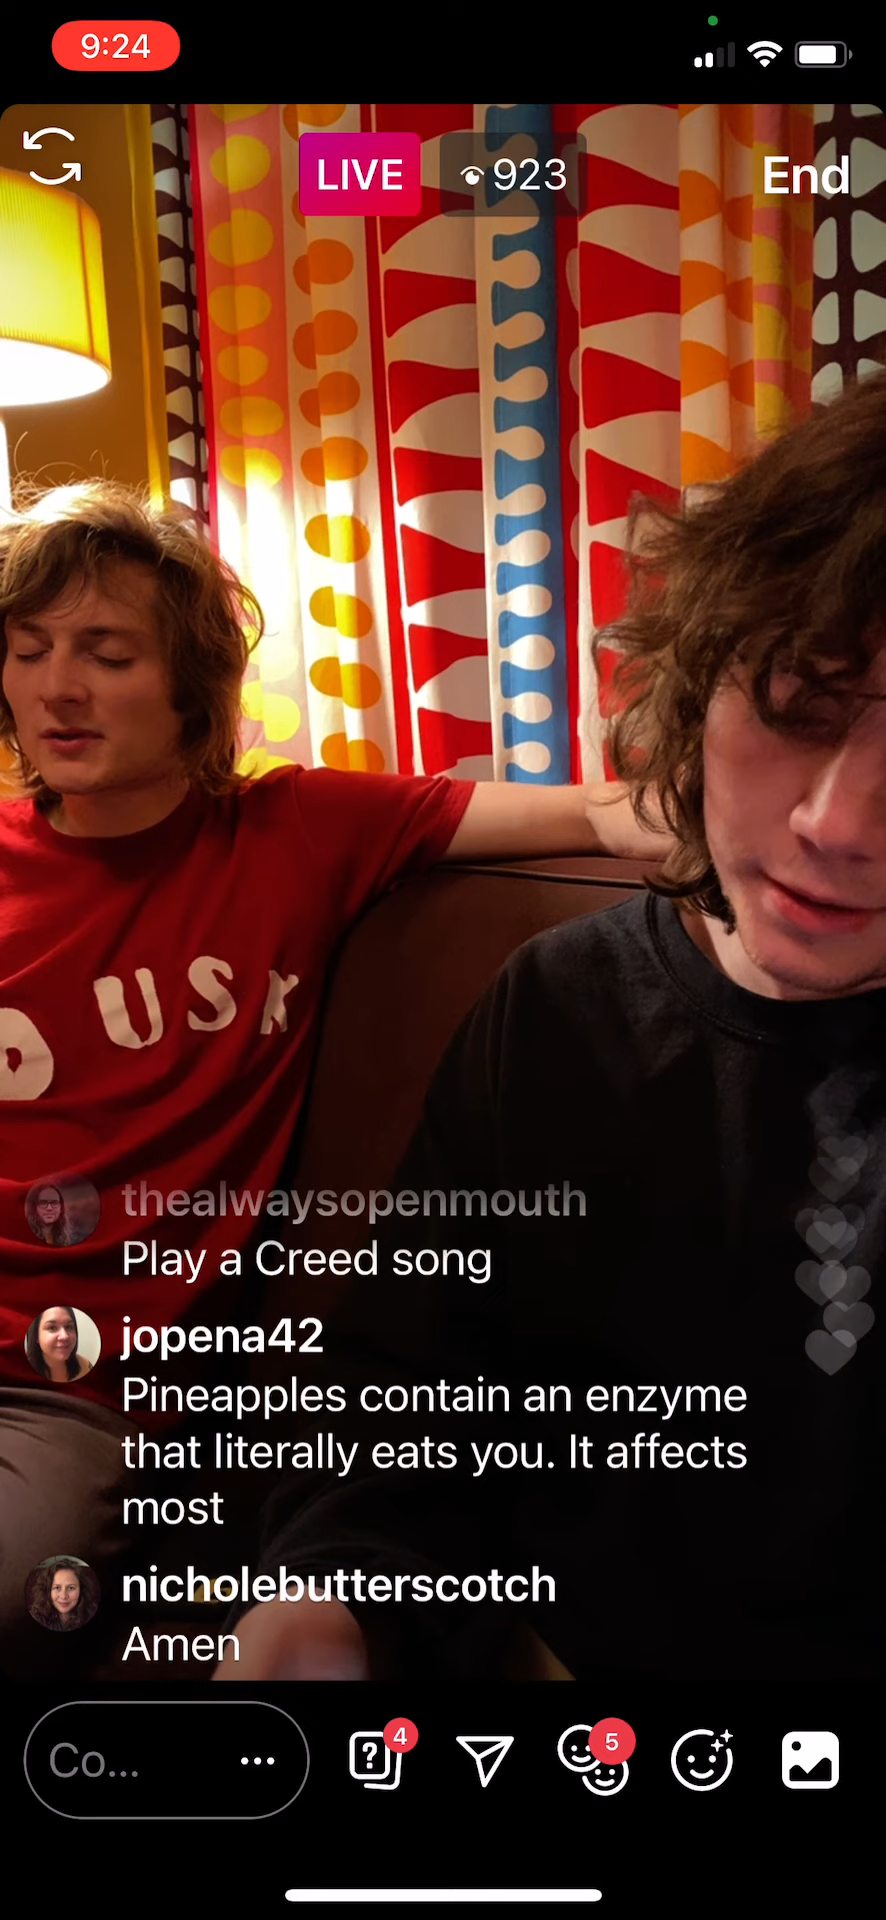 9:24
LIVE
923
End
USK
thealwaysopenmouth
Play a Creed song
jopena42
Pineapples contain an enzyme
that literally eats you. It affects
most
nicholebutterscotch
Amen
Co...
4
5